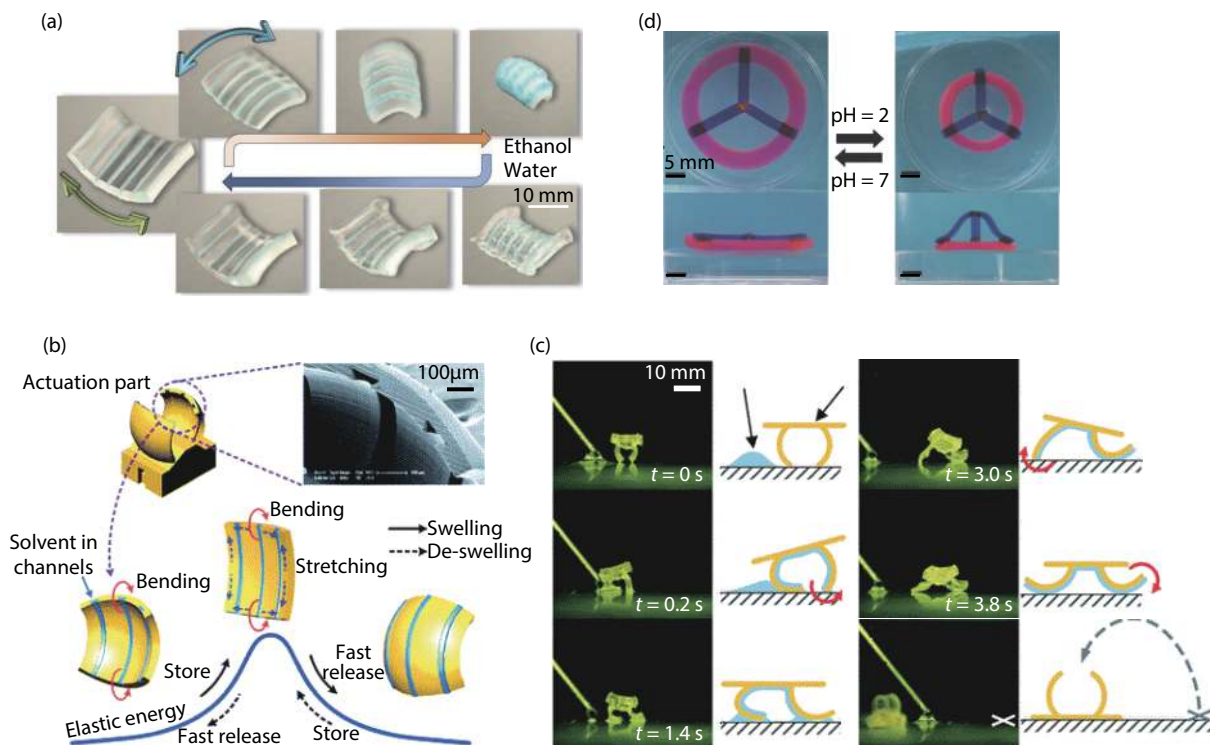 (a)
Ethanol
Water
10 mm
(d)
pH = 2
pH = 7
5 mm
(b)
Actuation part
100μm
Bending
Swelling
De-swelling
Stretching
Solvent in
channels
Bending
Store
Fast
release
Elastic energy
Fast release
Store
(c)
10 mm
t = 0 s
t = 3.0 s
t = 0.2 s
t = 3.8 s
t = 1.4 s